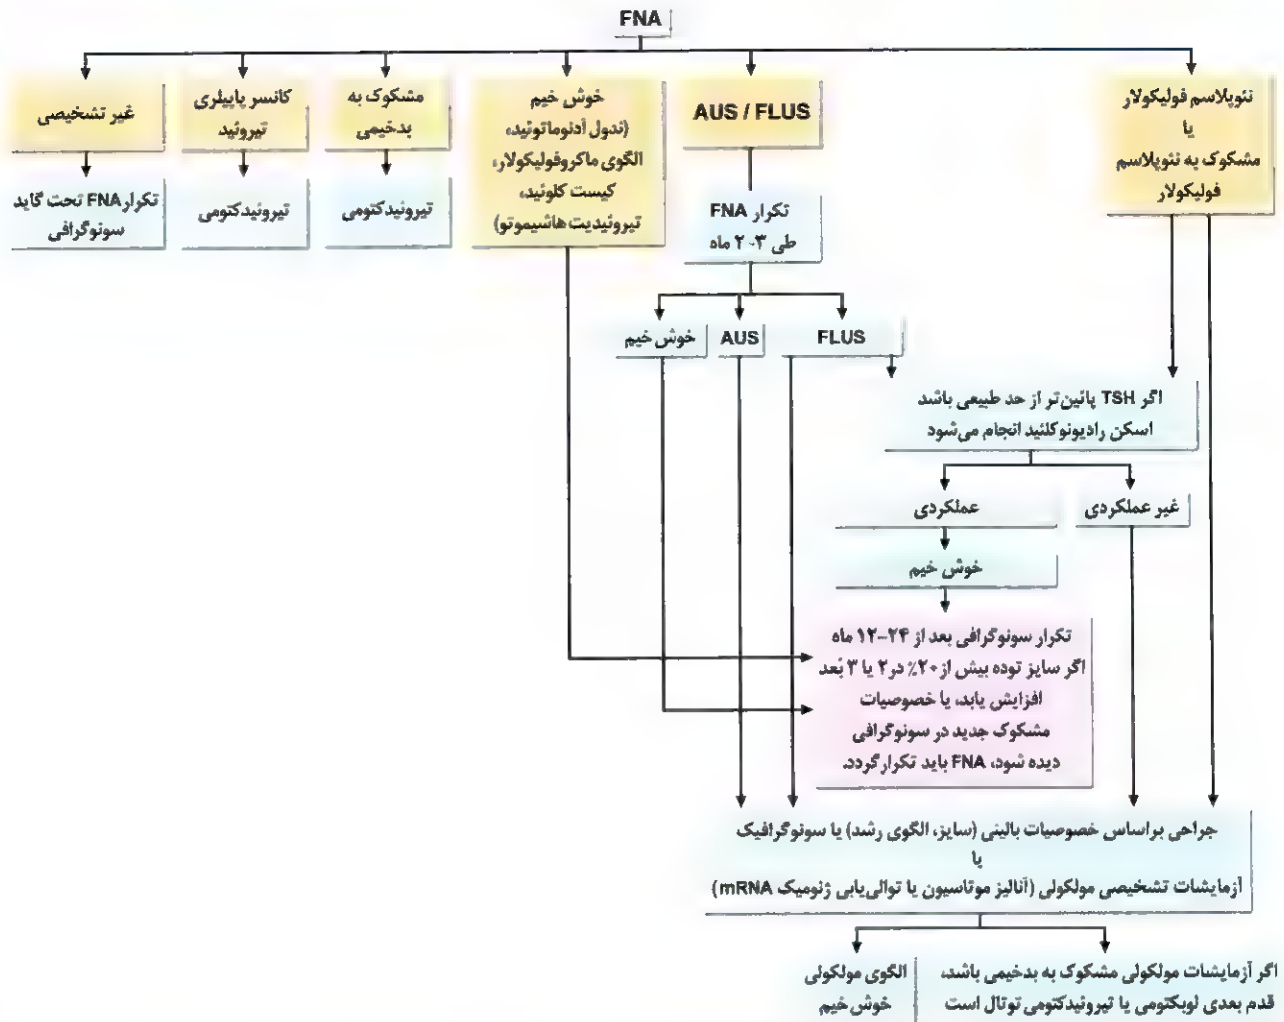 FNA
غیر تشخیصی
تکرار FNA تحت گاید
سونوگرافی
کانسر پاپیلری
تیروئید
تیروئیدکتومی
مشکوک به
بدخیمی
تیروئیدکتومی
خوش خیم
(ندول آدنوماتوئید،
الگوی ماکروفولیکولار،
کیست کلوئید،
تیروئیدیت هاشیموتو)
AUS / FLUS
تکرار FNA
طی ۳-۲ ماه
خوش خیم
AUS
FLUS
نئوپلاسم فولیکولار
یا
مشکوک به نئوپلاسم
فولیکولار
اگر TSH پائین‌تر از حد طبیعی باشد
اسکن رادیونوکلئید انجام می‌شود
عملکردی
غیر عملکردی
خوش خیم
تکرار سونوگرافی بعد از ۲۴-۱۲ ماه
اگر سایز توده بیش از ۲۰٪ در ۲ یا ۳ بُعد
افزایش یابد، یا خصوصیات
مشکوک جدید در سونوگرافی
دیده شود، FNA باید تکرار گردد.
جراحی براساس خصوصیات بالینی (سایز، الگوی رشد) یا سونوگرافیک
یا
آزمایشات تشخیصی مولکولی (آنالیز موتاسیون یا توالی‌یابی ژنومیک mRNA)
الگوی مولکولی
خوش خیم
اگر آزمایشات مولکولی مشکوک به بدخیمی باشد،
قدم بعدی لوبکتومی یا تیروئیدکتومی توتال است